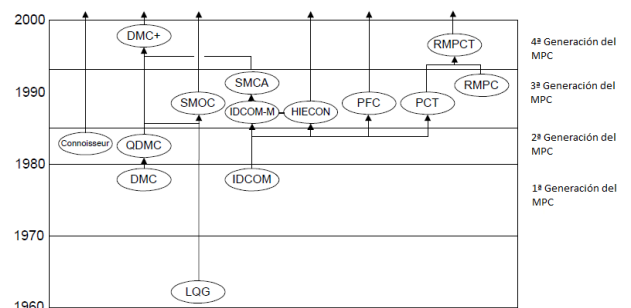 2000
DMC+
RMPCT
4ª Generación del
MPC
SMCA
RMPC
3ª Generación del
MPC
1990
SMOC
IDCOM-M
HIECON
PFC
PCT
Connoisseur
QDMC
2ª Generación del
MPC
1980
DMC
IDCOM
1ª Generación del
MPC
1970
LQG
1960